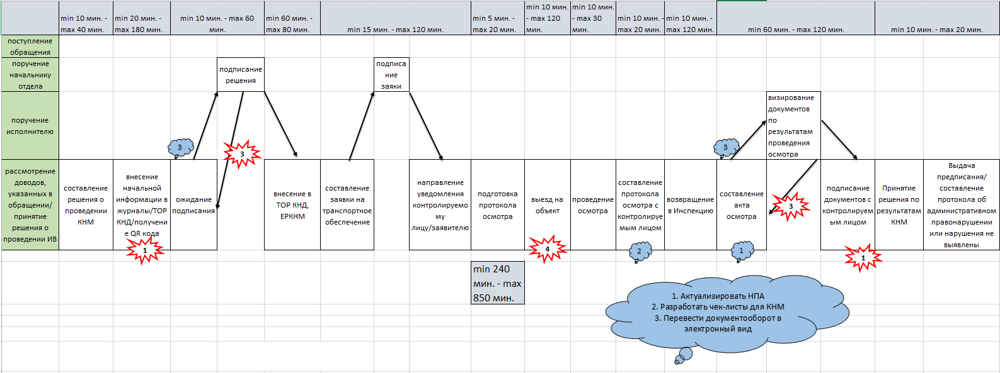 min 10 мин. -
max 40 мин.
min 20 мин. -
max 180 мин.
min 10 мин. - max 60
мин.
min 60 мин. -
max 80 мин.
min 15 мин. - max 120 мин.
min 5 мин. -
max 20 мин.
min 10 мин.
- max 120
мин.
min 10 мин.
- max 30
мин.
min 10 мин. -
max 20 мин.
min 10 мин. -
max 120 мин.
min 60 мин. - max 120 мин.
min 10 мин. - max 20 мин.
поступление
обращения
поручение
начальнику
отдела
подписание
решения
подписа
ние
заяки
поручение
исполнителю
3
3
3
визирование
документов
по
результатам
проведения
осмотра
рассмотрение
доводов,
указанных в
обращении/
принятие
решения о
проведении ИВ
составление
решения о
проведении
КНМ
внесение
начальной
информации в
журналы/ТОР
КНД/получени
е QR кода
1
ожидание
подписания
внесение в
ТОР КНД,
ЕРКНМ
составление
заявки на
транспортное
обеспечение
направление
уведомления
контролируемо
му
лицу/заявителю
подготовка
протокола
осмотра
выезд на
объект
4
проведение
осмотра
составление
протокола
осмотра с
контролируе
мым лицом
2
возвращение
в Инспекцию
составление
акта
осмотра
1
3
подписание
документов с
контролируем
ым лицом
1
Принятие
решения по
результатам
КНМ
Выдача
предписания/
составление
протокола об
административном
правонарушении
или нарушения не
выявлены
min 240
мин. - max
850 мин.
1. Актуализировать НПА
2. Разработать чек-листы для КНМ
3. Перевести документооборот в
электронный вид